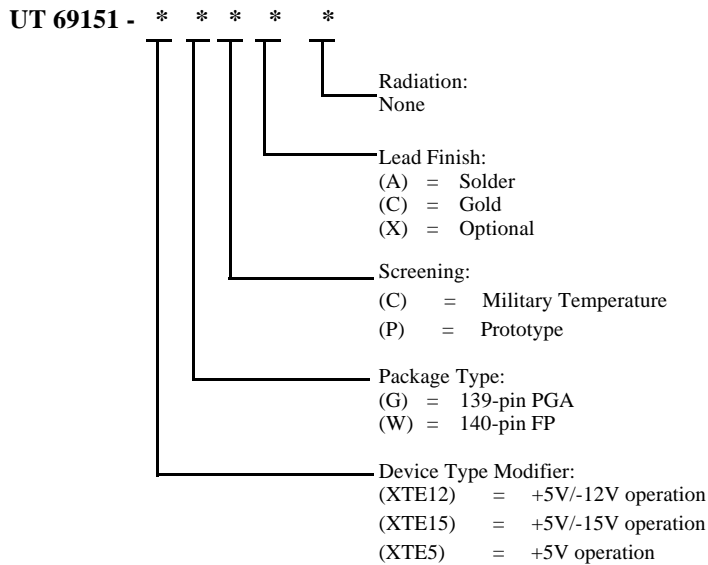 UT 69151 - * * * * *
Radiation:
None
Lead Finish:
(A) = Solder
(C) = Gold
(X) = Optional
Screening:
(C) = Military Temperature
(P) = Prototype
Package Type:
(G) = 139-pin PGA
(W) = 140-pin FP
Device Type Modifier:
(XTE12) = +5V/-12V operation
(XTE15) = +5V/-15V operation
(XTE5) = +5V operation